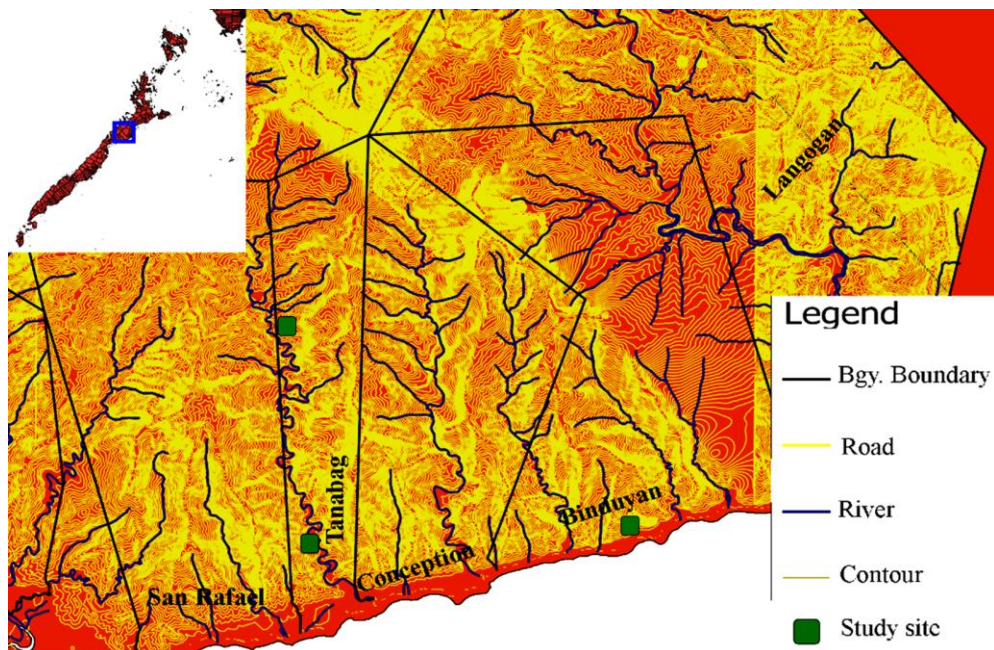 Langogan
Legend
Bgy. Boundary
Road
River
Contour
Study site
Tanabag
Binduyan
Conception
San Rafael